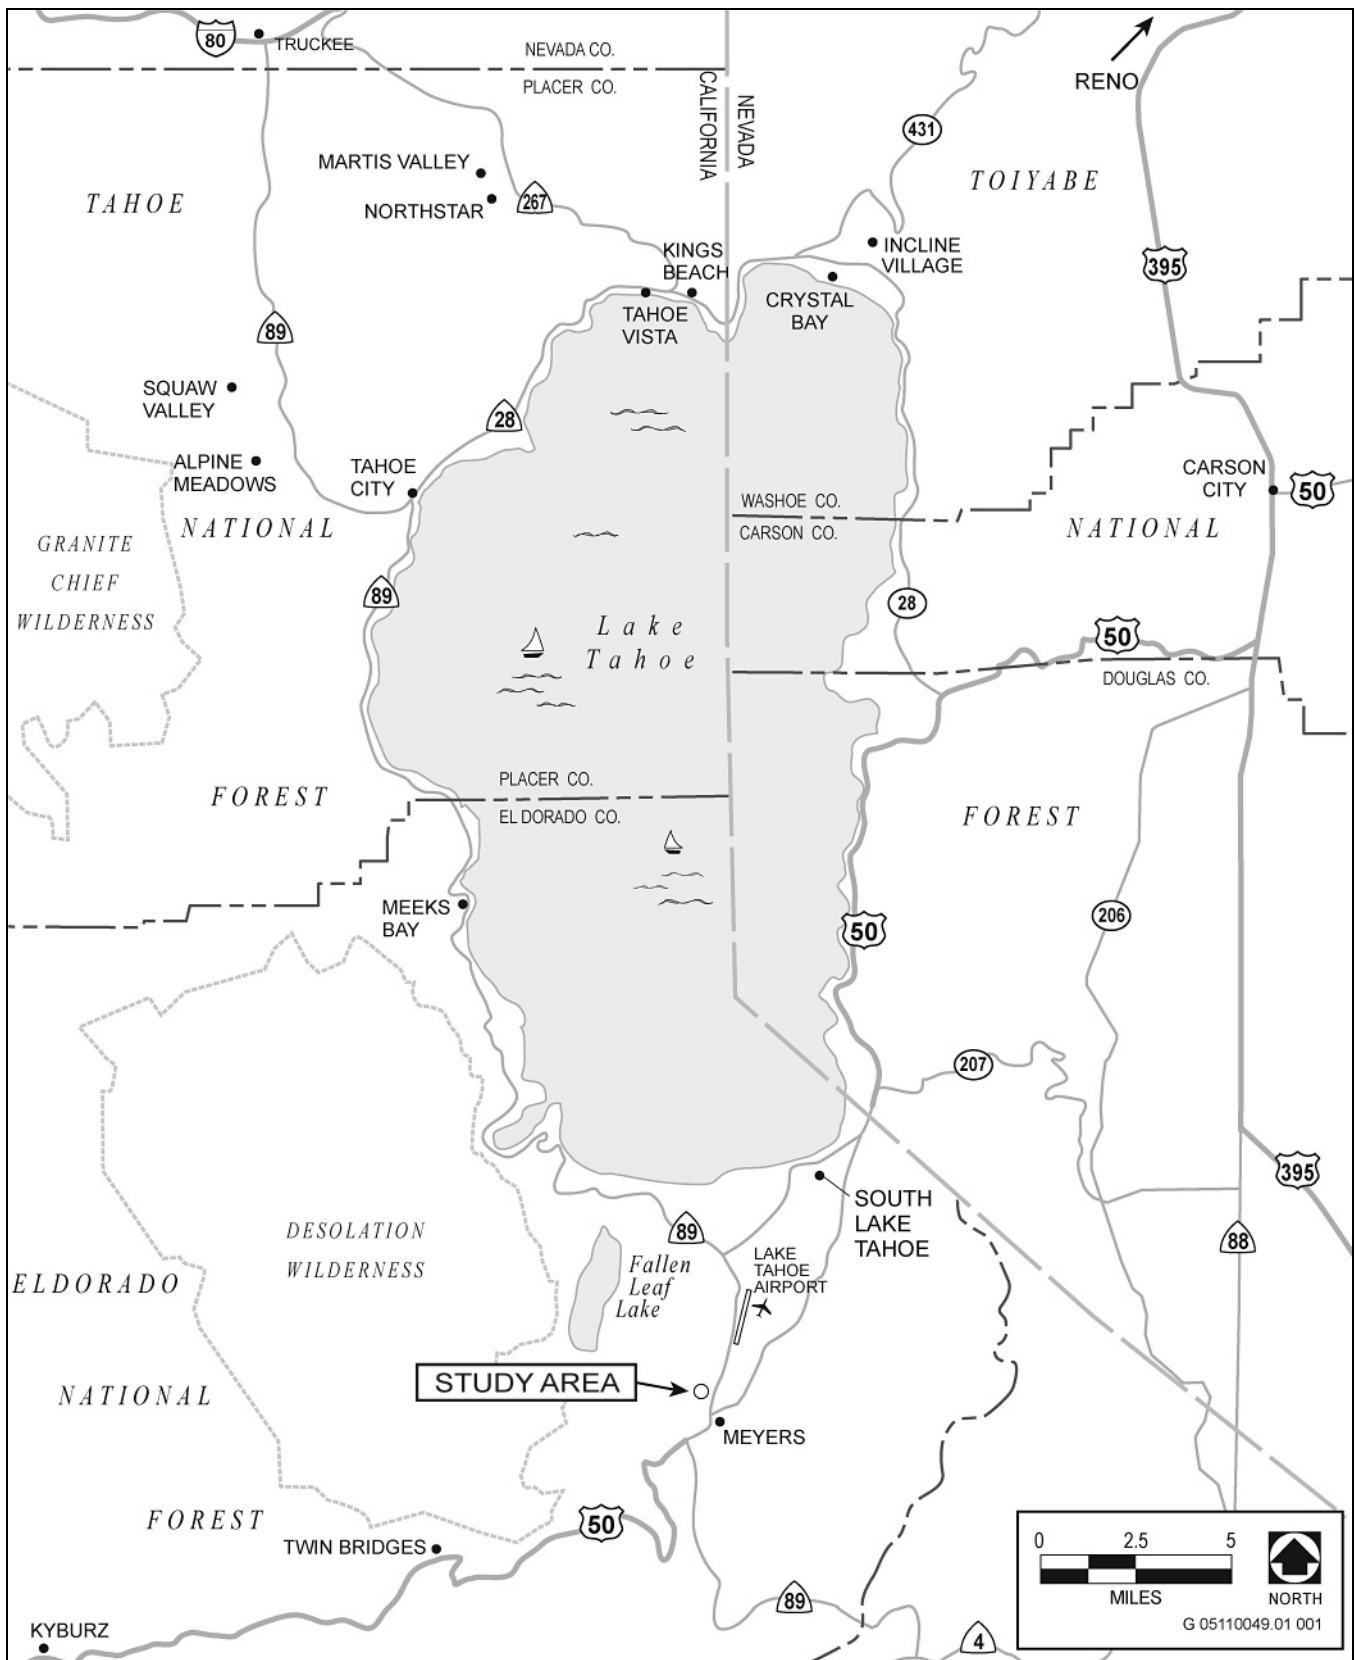 80
TRUCKEE
NEVADA CO.
PLACER CO.
CALIFORNIA
NEVADA
RENO
431
MARTIS VALLEY
NORTHSTAR
267
TAHOE
TOIYABE
KINGS
BEACH
INCLINE
VILLAGE
395
CRYSTAL
BAY
TAHOE
VISTA
89
SQUAW
VALLEY
28
ALPINE
MEADOWS
TAHOE
CITY
CARSON
CITY
50
WASHOE CO.
CARSON CO.
NATIONAL
NATIONAL
GRANITE
CHIEF
WILDERNESS
89
28
Lake
Tahoe
50
DOUGLAS CO.
PLACER CO.
EL DORADO CO.
FOREST
FOREST
MEEKS
BAY
50
206
207
395
SOUTH
LAKE
TAHOE
89
88
DESOLATION
WILDERNESS
Fallen
Leaf
Lake
LAKE
TAHOE
AIRPORT
ELDORADO
STUDY AREA
NATIONAL
MEYERS
FOREST
50
TWIN BRIDGES
89
KYBURZ
4
0 2.5 5
MILES
NORTH
G 05110049.01 001